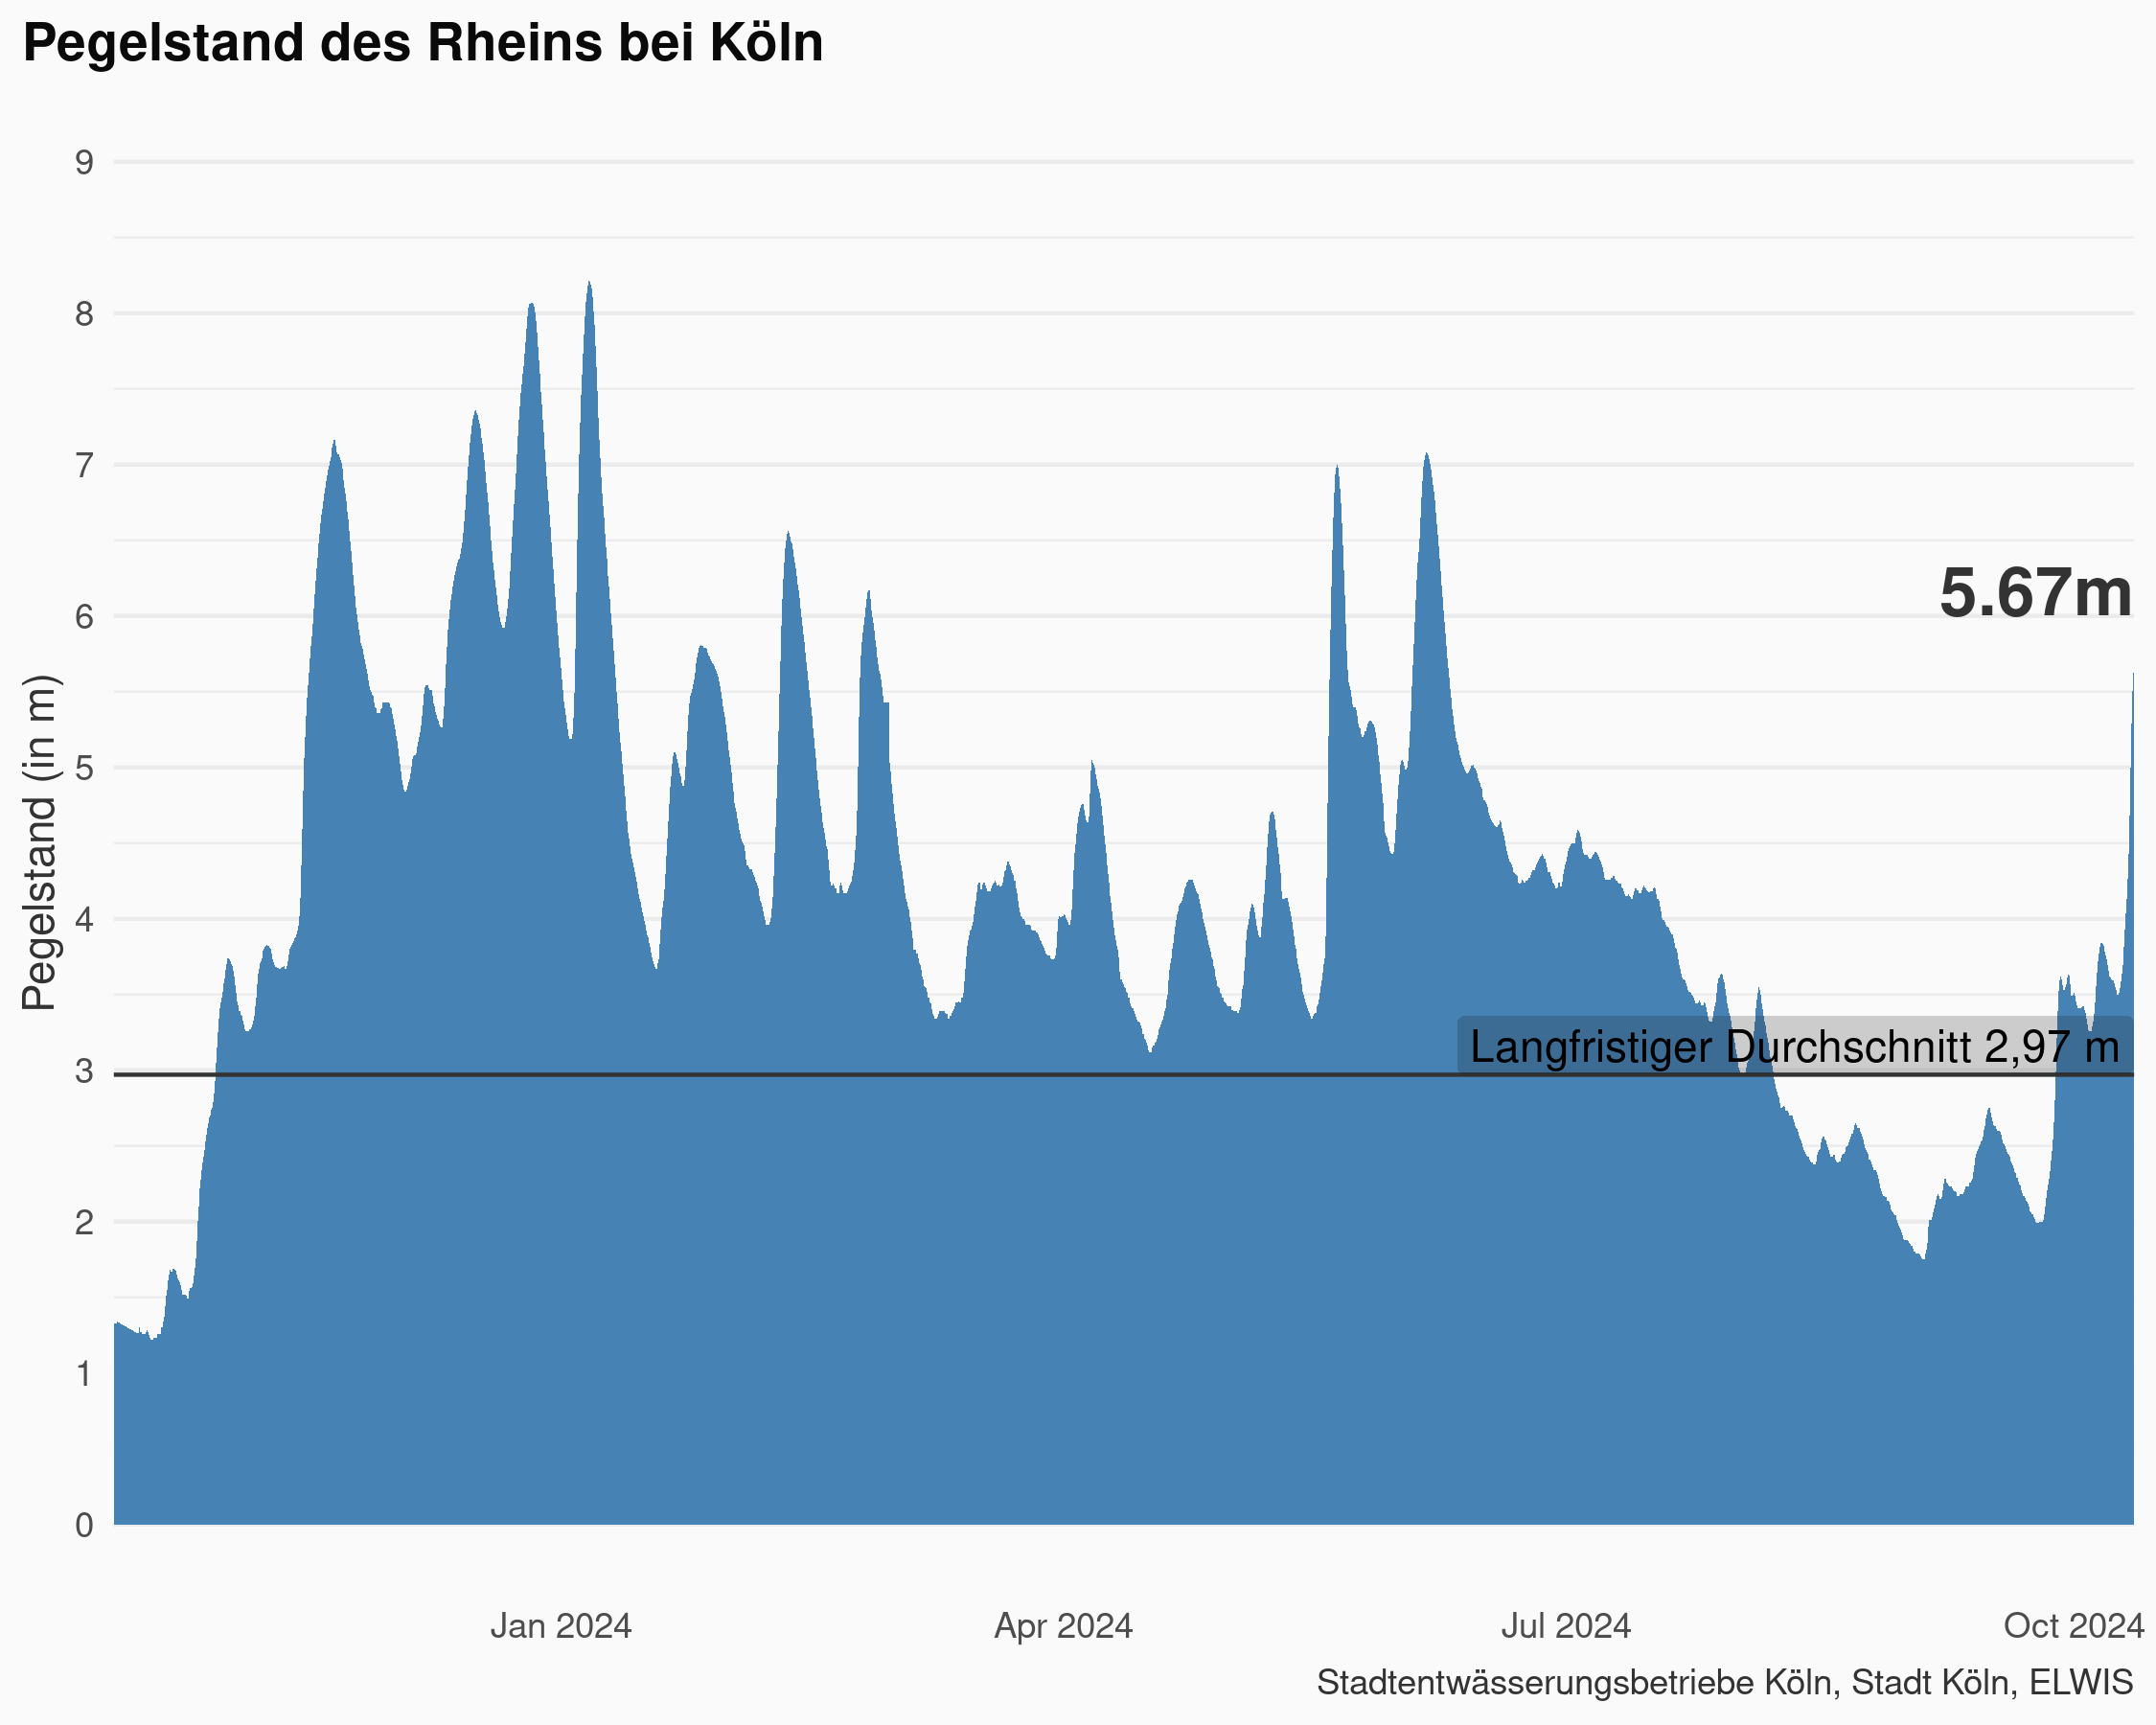 Pegelstand des Rheins bei Köln
9
8
7
6
5
4
3
2
1
0
Pegelstand (in m)
5.67m
Langfristiger Durchschnitt 2,97 m
Jan 2024 Apr 2024 Jul 2024 Oct 2024
Stadtentwässerungsbetriebe Köln, Stadt Köln, ELWIS